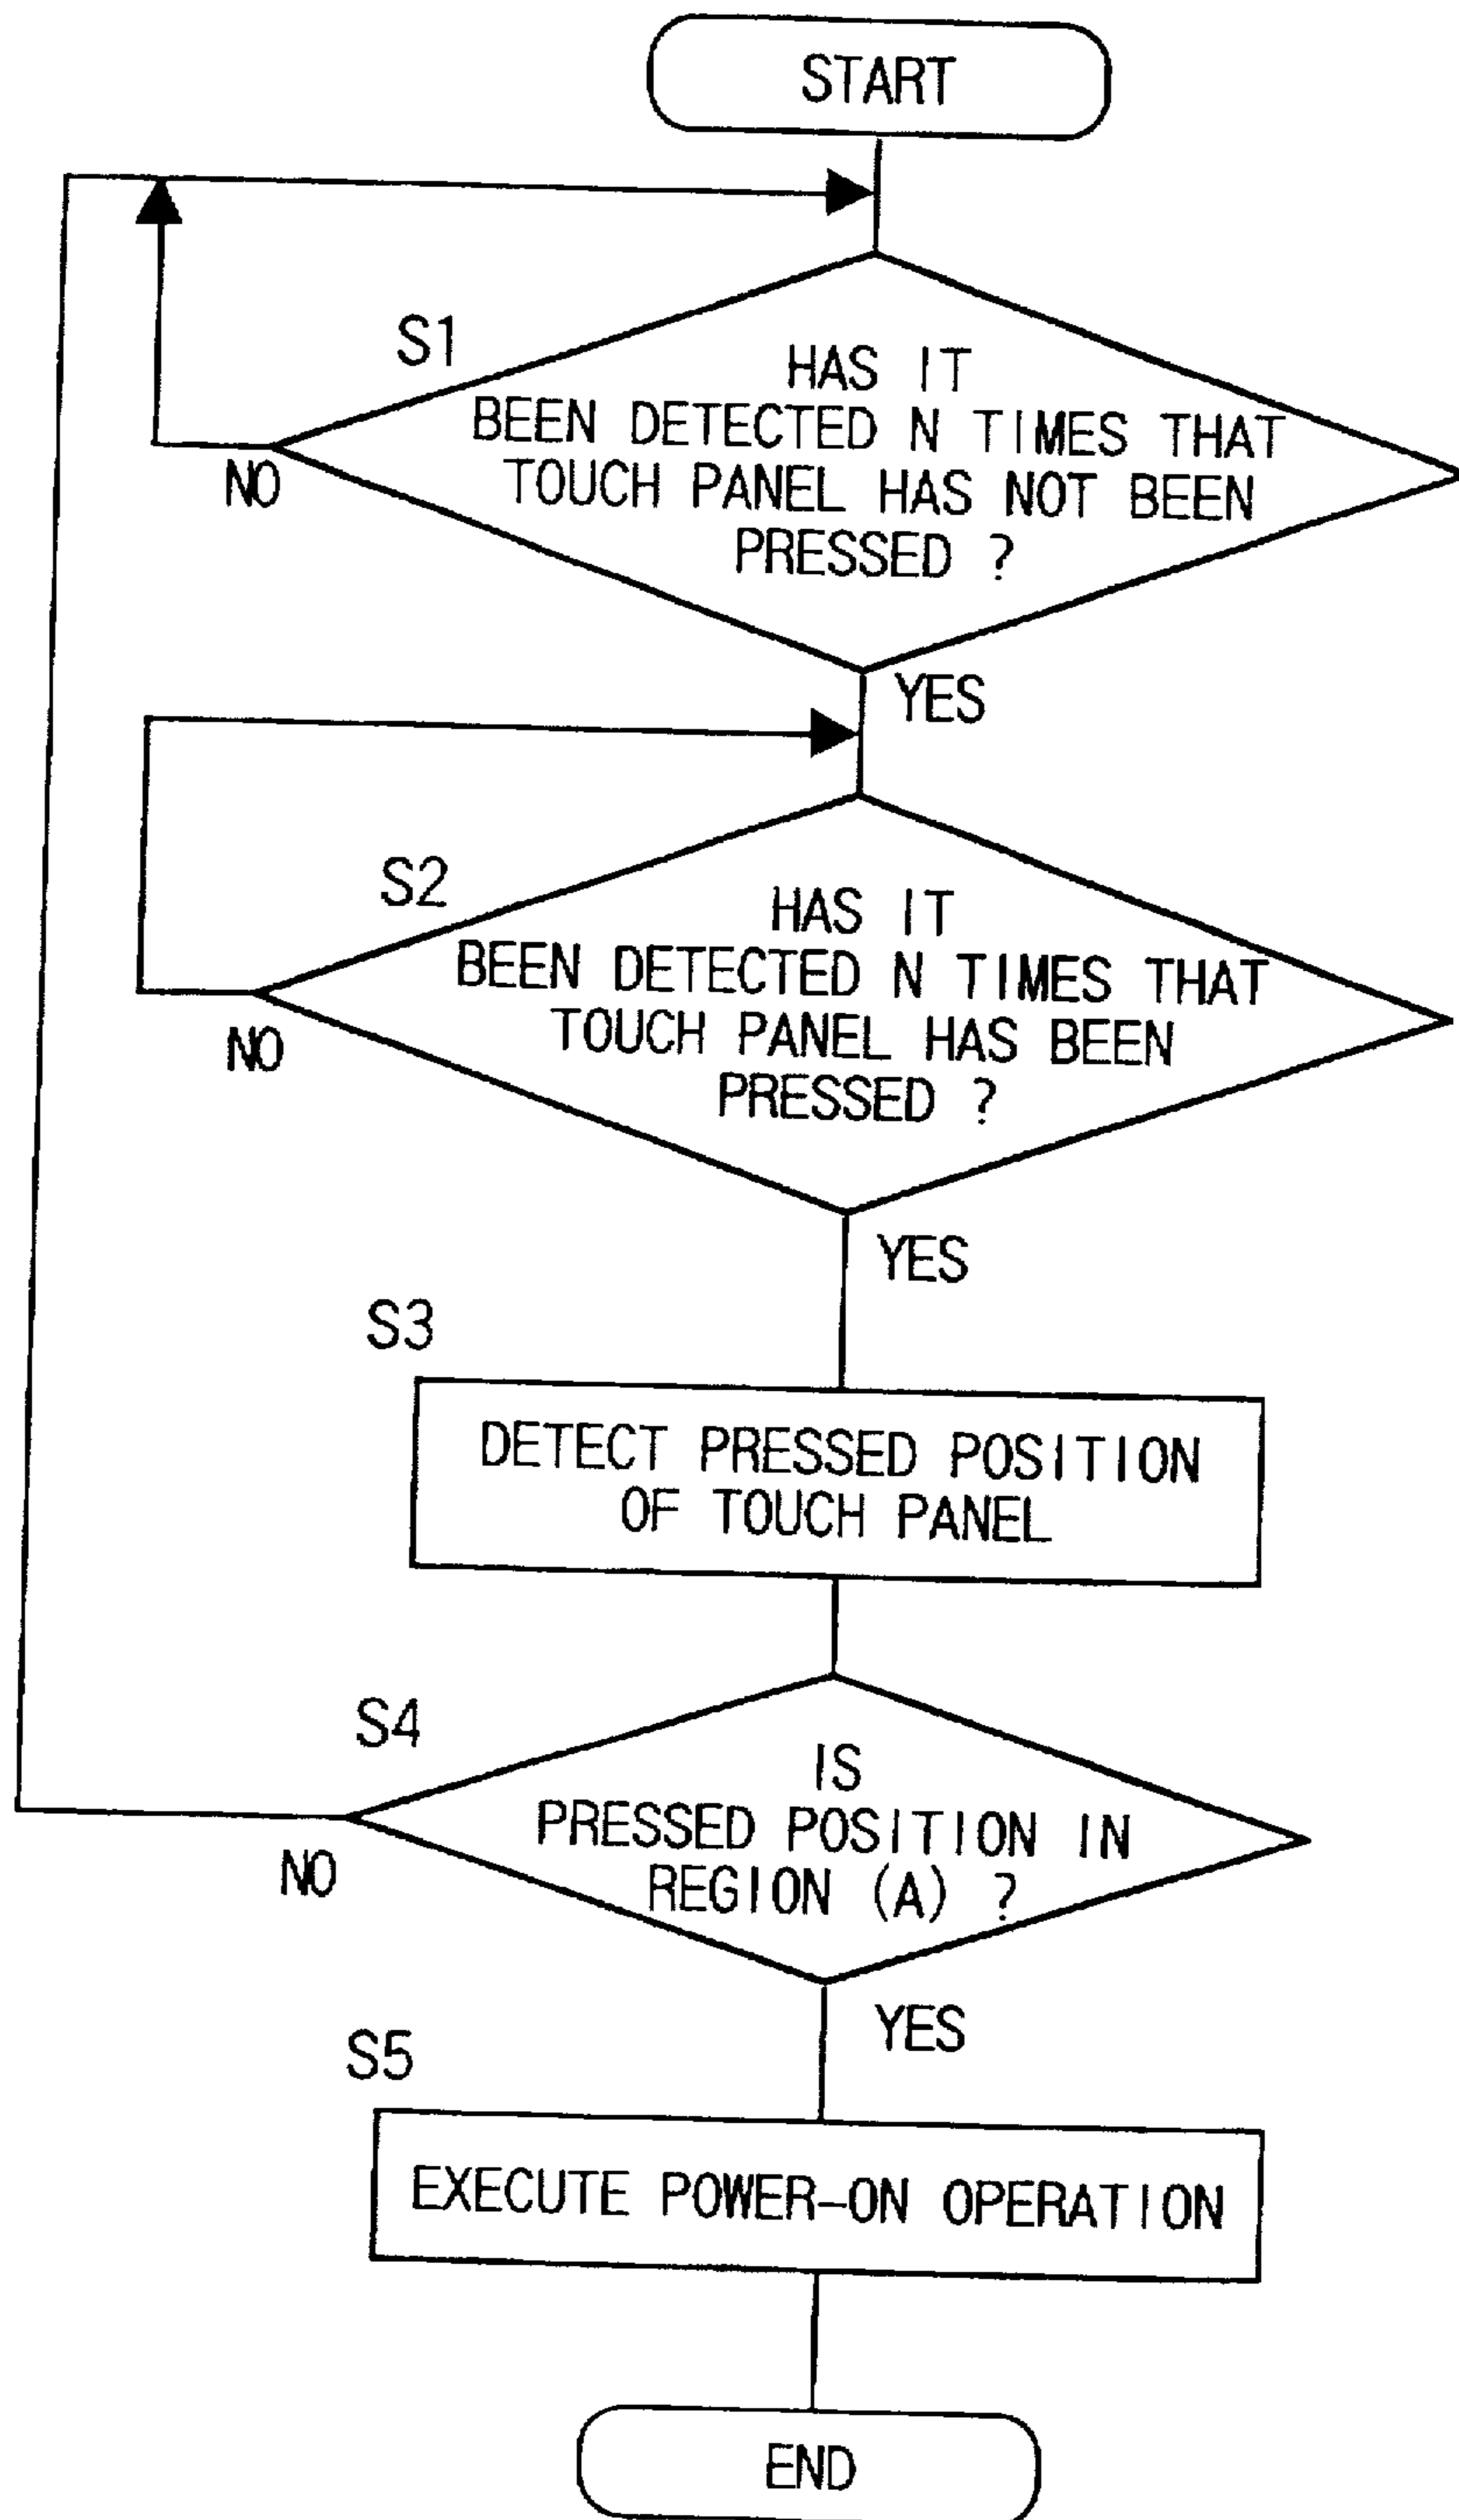 START
S1
HAS IT
BEEN DETECTED N TIMES THAT
TOUCH PANEL HAS NOT BEEN
PRESSED ?
NO
YES
S2
HAS IT
BEEN DETECTED N TIMES THAT
TOUCH PANEL HAS BEEN
PRESSED ?
NO
YES
S3
DETECT PRESSED POSITION
OF TOUCH PANEL
S4
IS
PRESSED POSITION IN
REGION (A) ?
NO
YES
S5
EXECUTE POWER-ON OPERATION
END